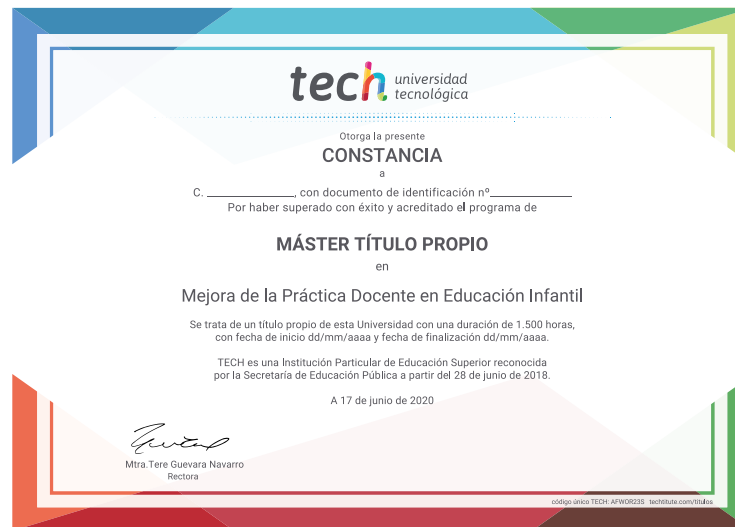 tech universidad
tecnológica
Otorga la presente
CONSTANCIA
a
C. ________________, con documento de identificación nº______________
Por haber superado con éxito y acreditado el programa de
MÁSTER TÍTULO PROPIO
en
Mejora de la Práctica Docente en Educación Infantil
Se trata de un título propio de esta Universidad con una duración de 1.500 horas,
con fecha de inicio dd/mm/aaaa y fecha de finalización dd/mm/aaaa.
TECH es una Institución Particular de Educación Superior reconocida
por la Secretaría de Educación Pública a partir del 28 de junio de 2018.
A 17 de junio de 2020
Mtra.Tere Guevara Navarro
Rectora
código único TECH: AFWOR23S techtitute.com/titulos